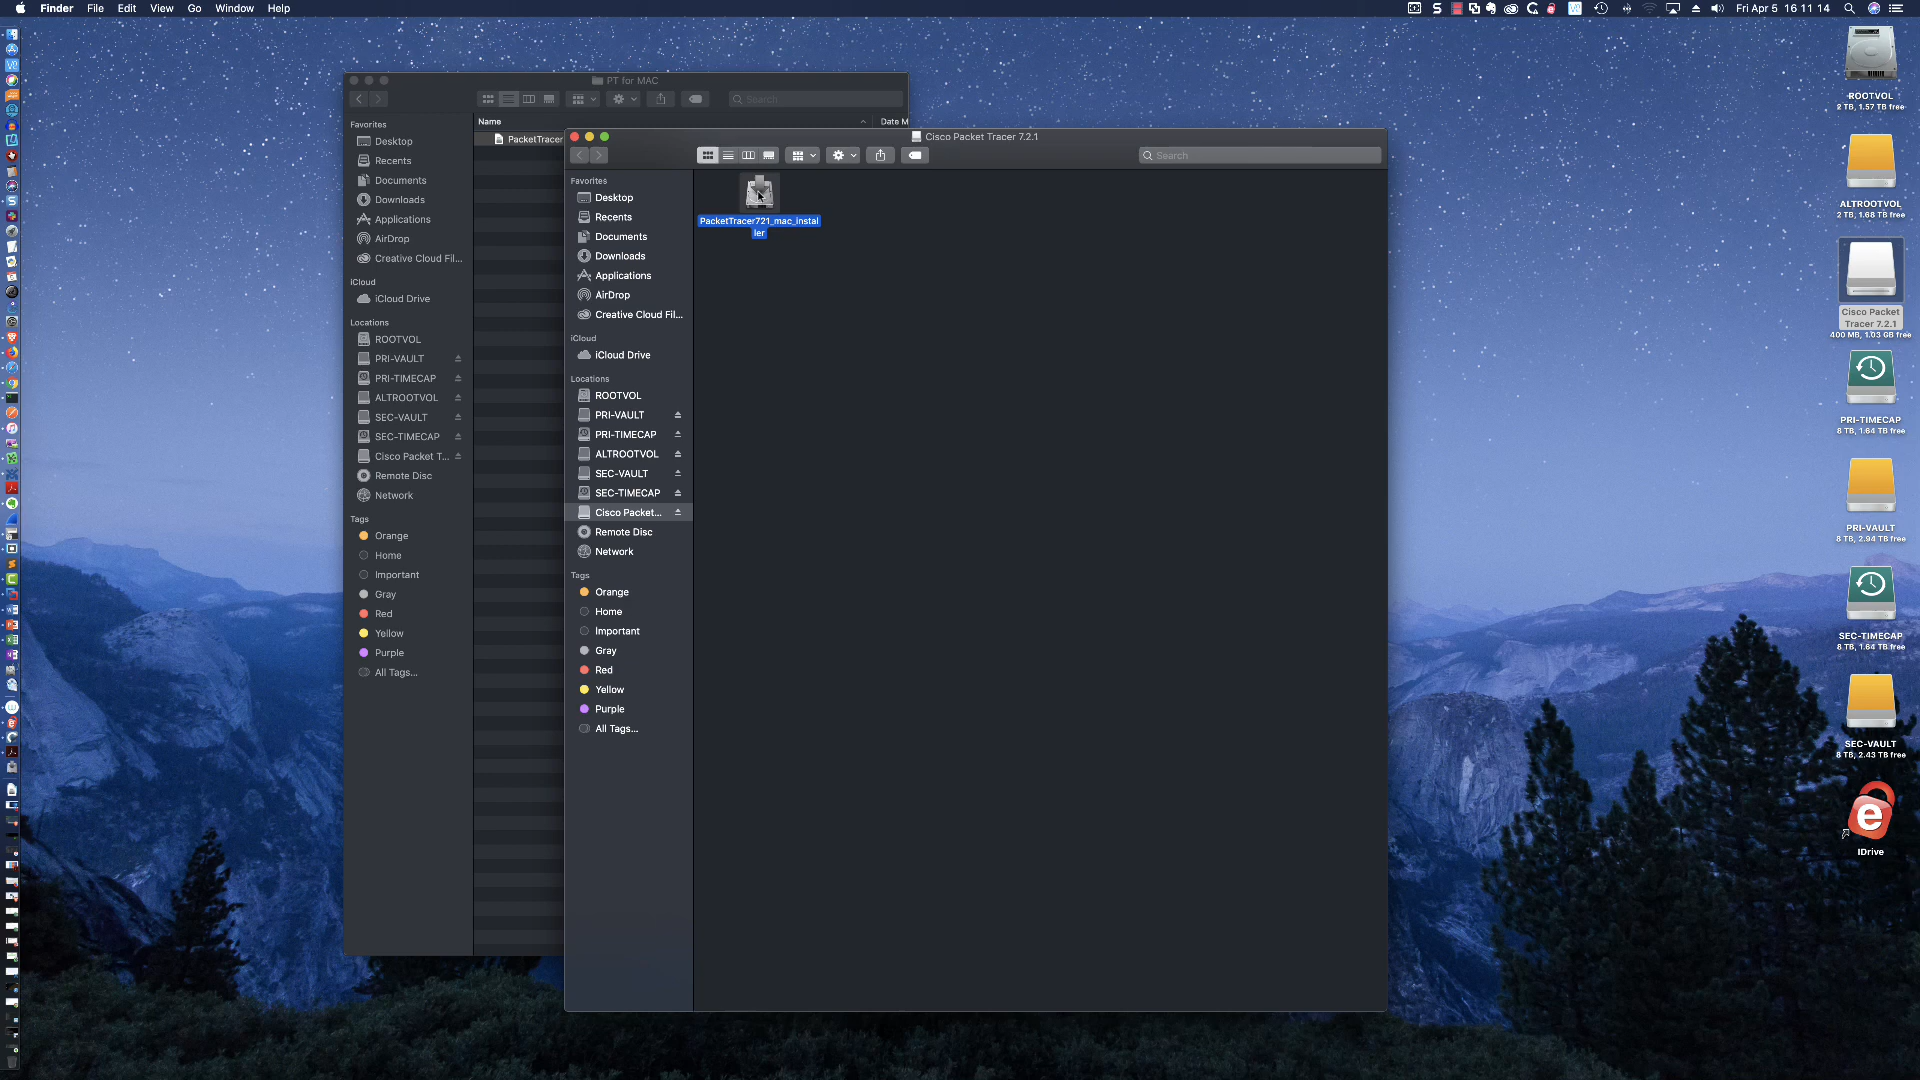 Finder File Edit View Go Window Help
Fri Apr 5 16 11 14
PT for MAC
Search
Favorites
Desktop
Recents
Documents
Downloads
Applications
AirDrop
Creative Cloud Fil...
iCloud
iCloud Drive
Locations
ROOTVOL
PRI-VAULT
PRI-TIMECAP
ALTROOTVOL
SEC-VAULT
SEC-TIMECAP
Cisco Packet T...
Remote Disc
Network
Tags
Orange
Home
Important
Gray
Red
Yellow
Purple
All Tags...
Name
Date M
PacketTracer
Cisco Packet Tracer 7.2.1
Search
Favorites
Desktop
Recents
Documents
Downloads
Applications
AirDrop
Creative Cloud Fil...
iCloud
iCloud Drive
Locations
ROOTVOL
PRI-VAULT
PRI-TIMECAP
ALTROOTVOL
SEC-VAULT
SEC-TIMECAP
Cisco Packet...
Remote Disc
Network
Tags
Orange
Home
Important
Gray
Red
Yellow
Purple
All Tags...
PacketTracer721_mac_instal
ler
ROOTVOL
2 TB, 1.57 TB free
ALTROOTVOL
2 TB, 1.68 TB free
Cisco Packet
Tracer 7.2.1
400 MB, 1.03 GB free
PRI-TIMECAP
8 TB, 1.64 TB free
PRI-VAULT
8 TB, 2.94 TB free
SEC-TIMECAP
8 TB, 1.64 TB free
SEC-VAULT
8 TB, 2.43 TB free
e
IDrive